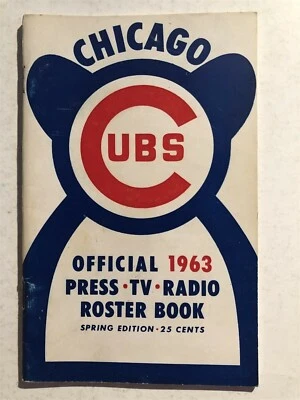 CHICAGO
CUBS
OFFICIAL 1963
PRESS · TV · RADIO
ROSTER BOOK
SPRING EDITION · 25 CENTS